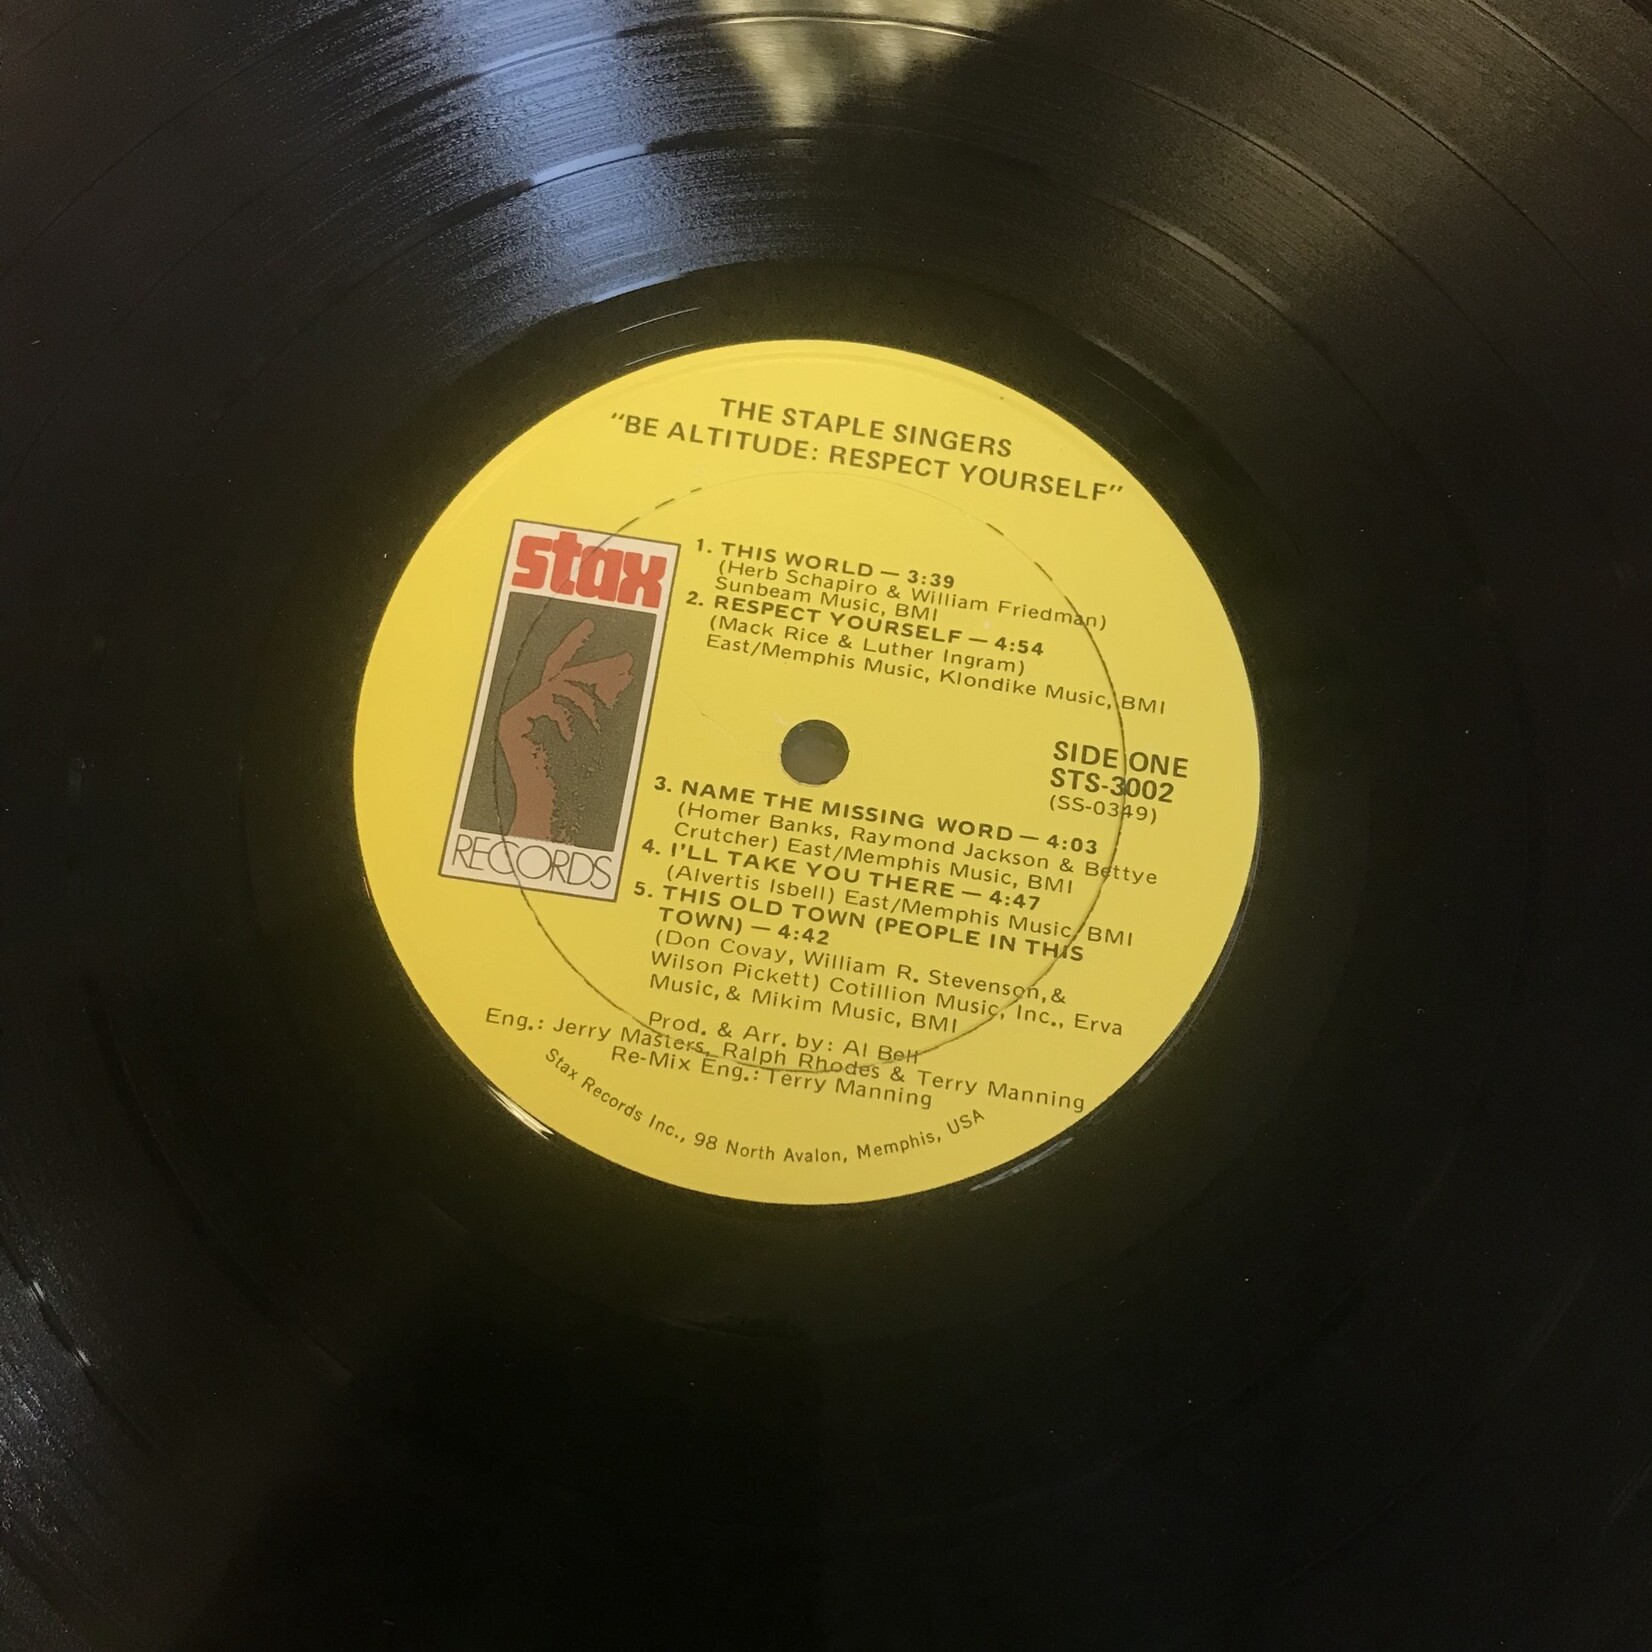 THE STAPLE SINGERS
"BE ALTITUDE: RESPECT YOURSELF"
stax
RECORDS
1. THIS WORLD — 3:39
(Herb Schapiro & William Friedman)
Sunbeam Music, BMI
2. RESPECT YOURSELF — 4:54
(Mack Rice & Luther Ingram)
East/Memphis Music, Klondike Music, BMI
SIDE ONE
STS-3002
(SS-0349)
3. NAME THE MISSING WORD — 4:03
(Homer Banks, Raymond Jackson & Bettye
Crutcher) East/Memphis Music, BMI
4. I'LL TAKE YOU THERE — 4:47
(Alvertis Isbell) East/Memphis Music, BMI
5. THIS OLD TOWN (PEOPLE IN THIS
TOWN) — 4:42
(Don Covay, William R. Stevenson, &
Wilson Pickett) Cotillion Music, Inc., Erva
Music, & Mikim Music, BMI
Prod. & Arr. by: Al Bell
Eng.: Jerry Masters, Ralph Rhodes & Terry Manning
Re-Mix Eng.: Terry Manning
Stax Records Inc., 98 North Avalon, Memphis, USA